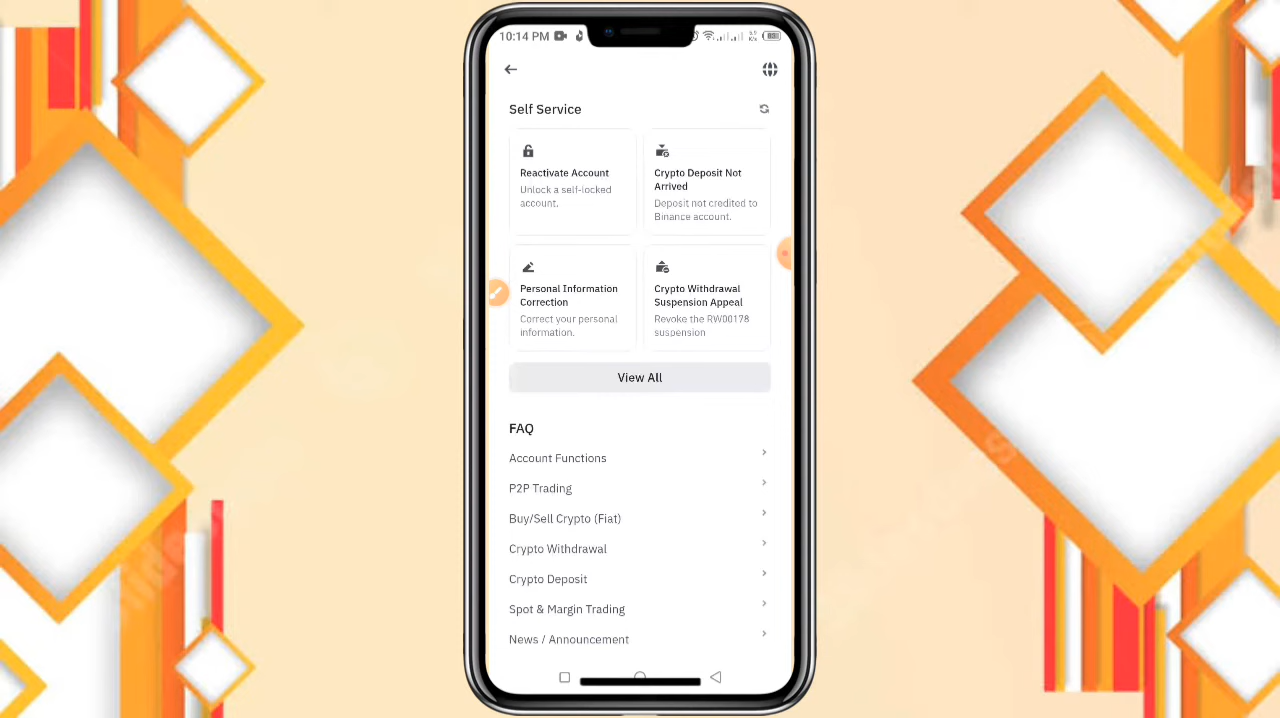 10:14 PM
Self Service
Reactivate Account
Unlock a self-locked
account.
Crypto Deposit Not
Arrived
Deposit not credited to
Binance account.
Personal Information
Correction
Correct your personal
information.
Crypto Withdrawal
Suspension Appeal
Revoke the RW00178
suspension
View All
FAQ
Account Functions
P2P Trading
Buy/Sell Crypto (Fiat)
Crypto Withdrawal
Crypto Deposit
Spot & Margin Trading
News / Announcement